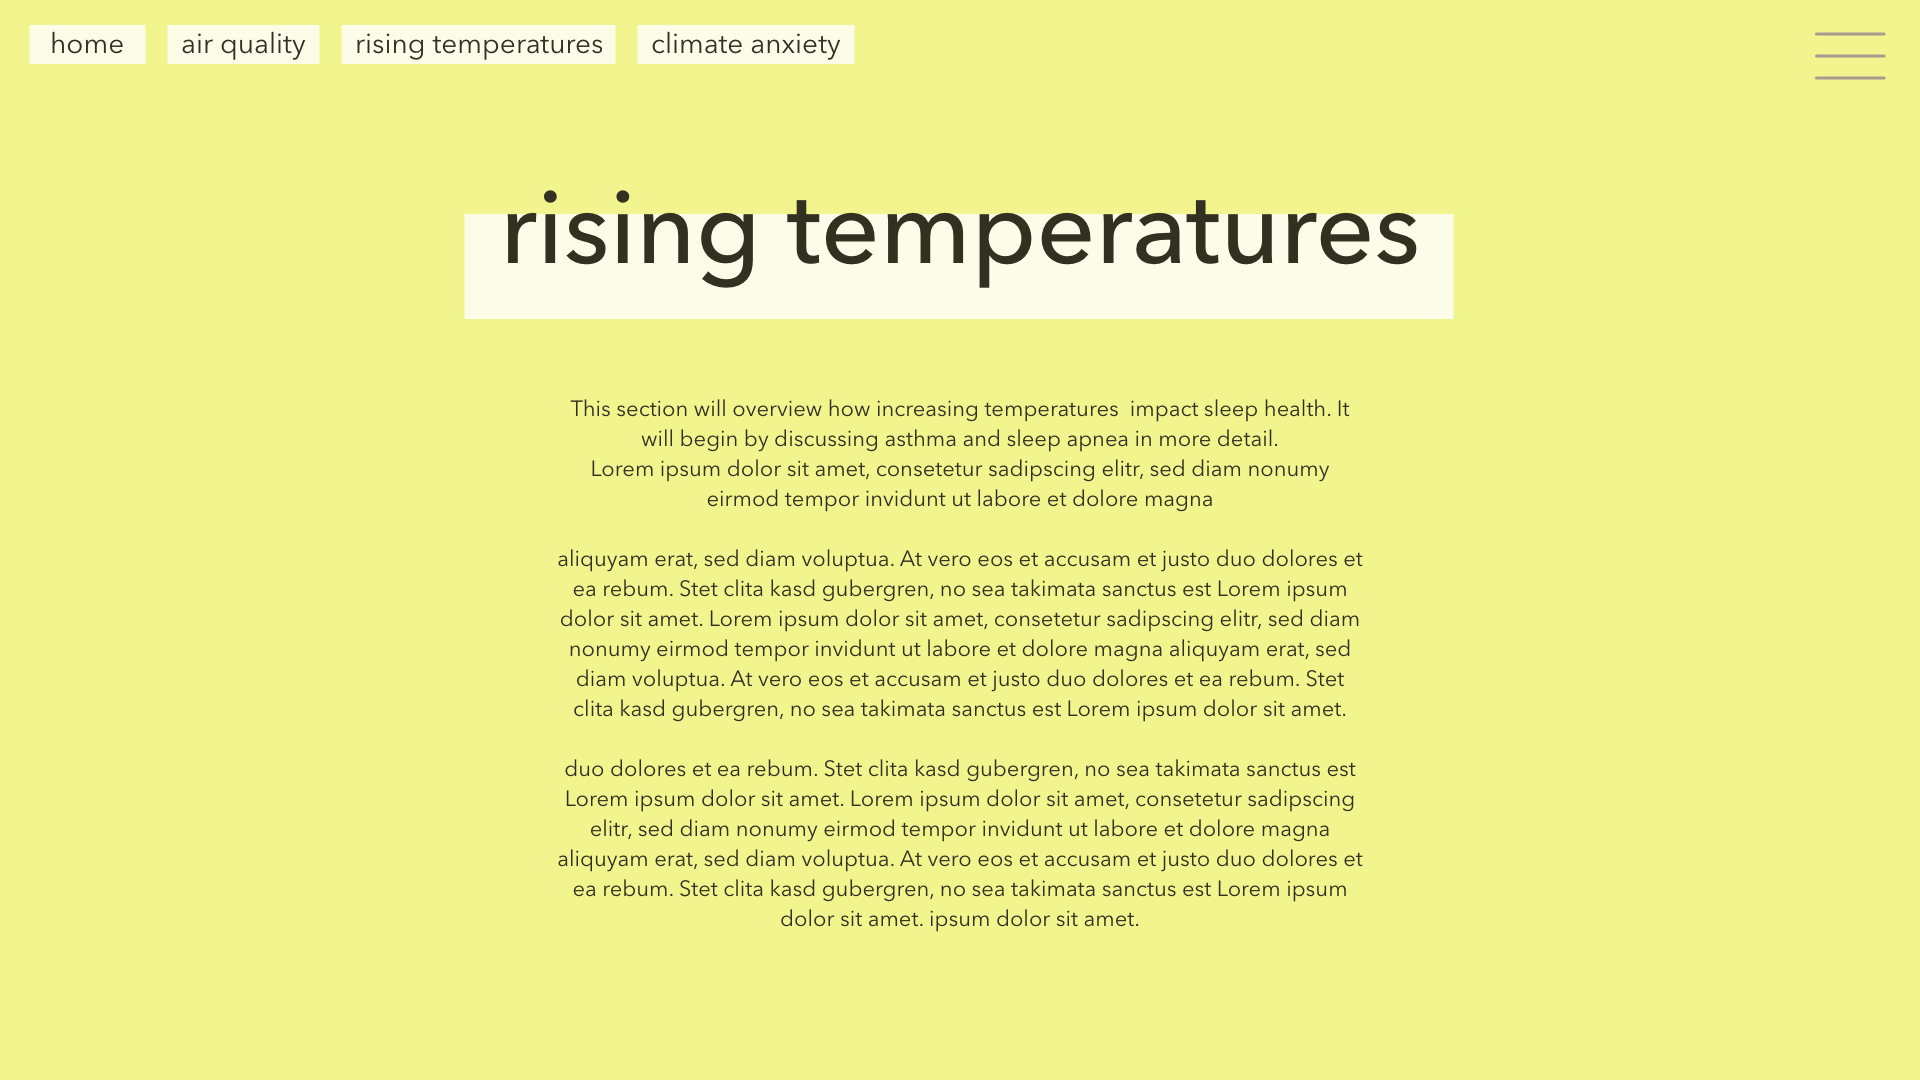 home
air quality
rising temperatures
climate anxiety
rising temperatures
This section will overview how increasing temperatures  impact sleep health. It
will begin by discussing asthma and sleep apnea in more detail.
Lorem ipsum dolor sit amet, consetetur sadipscing elitr, sed diam nonumy
eirmod tempor invidunt ut labore et dolore magna
aliquyam erat, sed diam voluptua. At vero eos et accusam et justo duo dolores et
ea rebum. Stet clita kasd gubergren, no sea takimata sanctus est Lorem ipsum
dolor sit amet. Lorem ipsum dolor sit amet, consetetur sadipscing elitr, sed diam
nonumy eirmod tempor invidunt ut labore et dolore magna aliquyam erat, sed
diam voluptua. At vero eos et accusam et justo duo dolores et ea rebum. Stet
clita kasd gubergren, no sea takimata sanctus est Lorem ipsum dolor sit amet.
duo dolores et ea rebum. Stet clita kasd gubergren, no sea takimata sanctus est
Lorem ipsum dolor sit amet. Lorem ipsum dolor sit amet, consetetur sadipscing
elitr, sed diam nonumy eirmod tempor invidunt ut labore et dolore magna
aliquyam erat, sed diam voluptua. At vero eos et accusam et justo duo dolores et
ea rebum. Stet clita kasd gubergren, no sea takimata sanctus est Lorem ipsum
dolor sit amet. ipsum dolor sit amet.